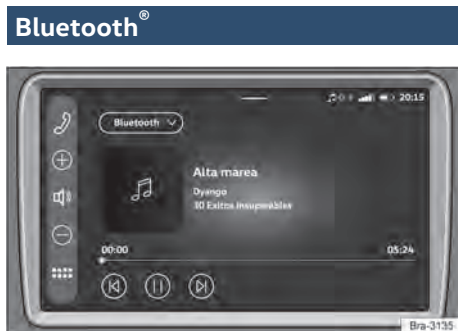 Bluetooth®
20:15
Bluetooth
Alta marea
Dyango
30 Exitos Insuperables
00:00 05:24
Bra-3135